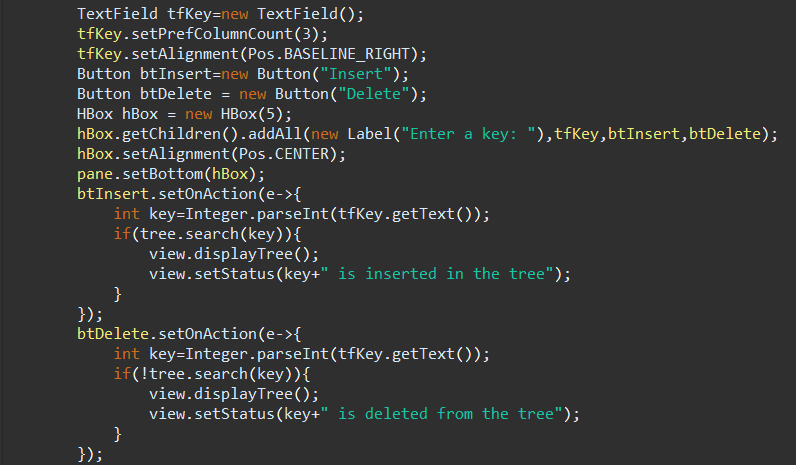 TextField tfKey=new TextField();
tfKey.setPrefColumnCount(3);
tfKey.setAlignment(Pos.BASELINE_RIGHT);
Button btInsert=new Button("Insert");
Button btDelete = new Button("Delete");
HBox hBox = new HBox(5);
hBox.getChildren().addAll(new Label("Enter a key: "),tfKey,btInsert,btDelete);
hBox.setAlignment(Pos.CENTER);
pane.setBottom(hBox);
btInsert.setOnAction(e->{
    int key=Integer.parseInt(tfKey.getText());
    if(tree.search(key)){
        view.displayTree();
        view.setStatus(key+" is inserted in the tree");
    }
});
btDelete.setOnAction(e->{
    int key=Integer.parseInt(tfKey.getText());
    if(!tree.search(key)){
        view.displayTree();
        view.setStatus(key+" is deleted from the tree");
    }
});